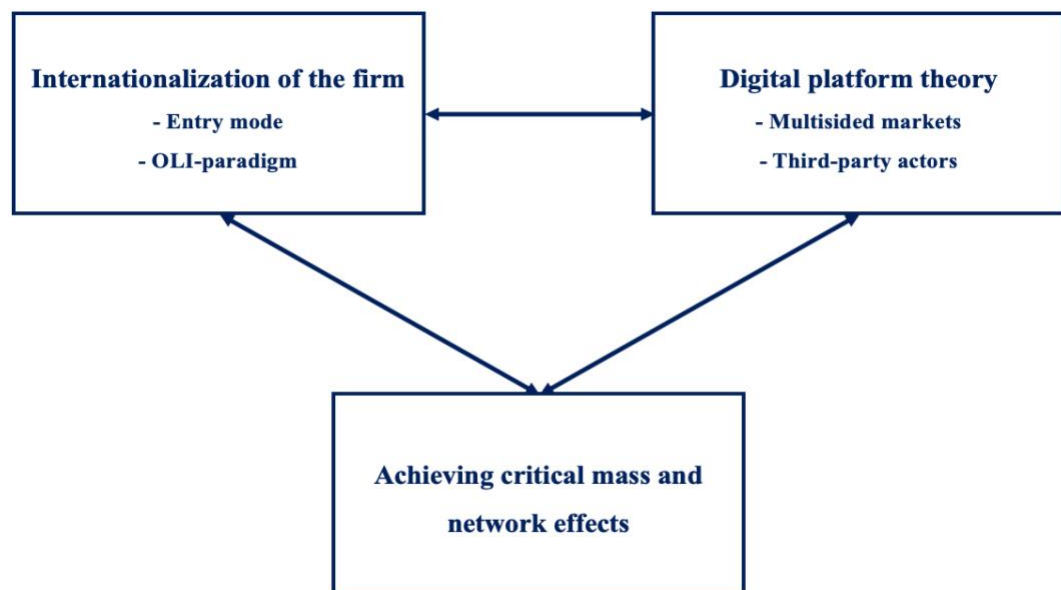 Internationalization of the firm
- Entry mode
- OLI-paradigm
Digital platform theory
- Multisided markets
- Third-party actors
Achieving critical mass and
network effects